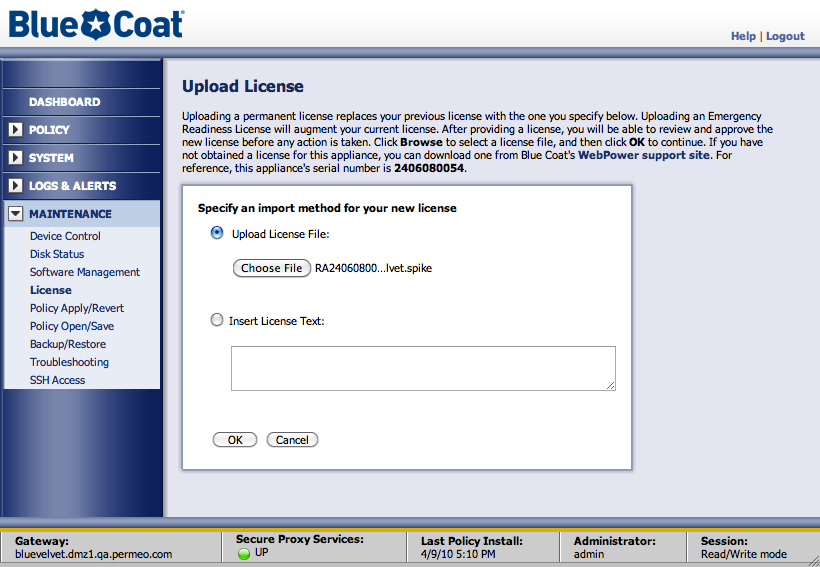 Blue Coat
Help | Logout
DASHBOARD
POLICY
SYSTEM
LOGS & ALERTS
MAINTENANCE
Device Control
Disk Status
Software Management
License
Policy Apply/Revert
Policy Open/Save
Backup/Restore
Troubleshooting
SSH Access
Upload License
Uploading a permanent license replaces your previous license with the one you specify below. Uploading an Emergency
Readiness License will augment your current license. After providing a license, you will be able to review and approve the
new license before any action is taken. Click Browse to select a license file, and then click OK to continue. If you have
not obtained a license for this appliance, you can download one from Blue Coat's WebPower support site. For
reference, this appliance's serial number is 2406080054.
Specify an import method for your new license
Upload License File:
Choose File RA24060800...lvet.spike
Insert License Text:
OK Cancel
Gateway:
bluevelvet.dmz1.qa.permeo.com
Secure Proxy Services:
UP
Last Policy Install:
4/9/10 5:10 PM
Administrator:
admin
Session:
Read/Write mode